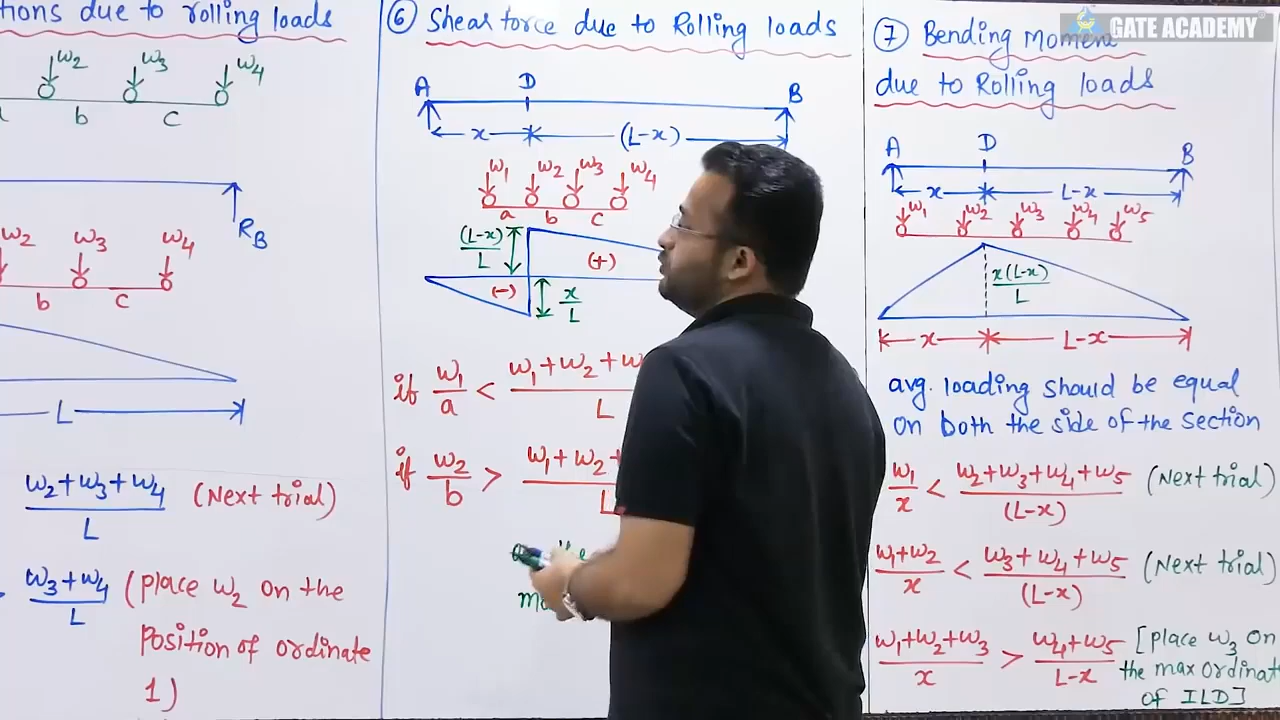 tions due to rolling loads
w2 w3 w4
b c
RB
w2 w3 w4
b c
L
w2+w3+w4 / L (Next trial)
w3+w4 / L (place w2 on the
position of ordinate
1)
⑥ Shear force due to Rolling loads
A D B
x (L-x)
w1 w2 w3 w4
a b c
(L-x)/L (+)
(-) x/L
if w1/a < w1+w2+w / L
if w2/b > w1+w2+ / L
⑦ Bending Moment
due to Rolling loads
A D B
x L-x
w1 w2 w3 w4 w5
x(L-x)/L
x L-x
avg. loading should be equal
on both the side of the section
w1/x < w2+w3+w4+w5 / (L-x) (Next trial)
w1+w2 / x < w3+w4+w5 / (L-x) (Next trial)
w1+w2+w3 / x > w4+w5 / L-x [place w3 on
the max ordinat
of ILD]
GATE ACADEMY